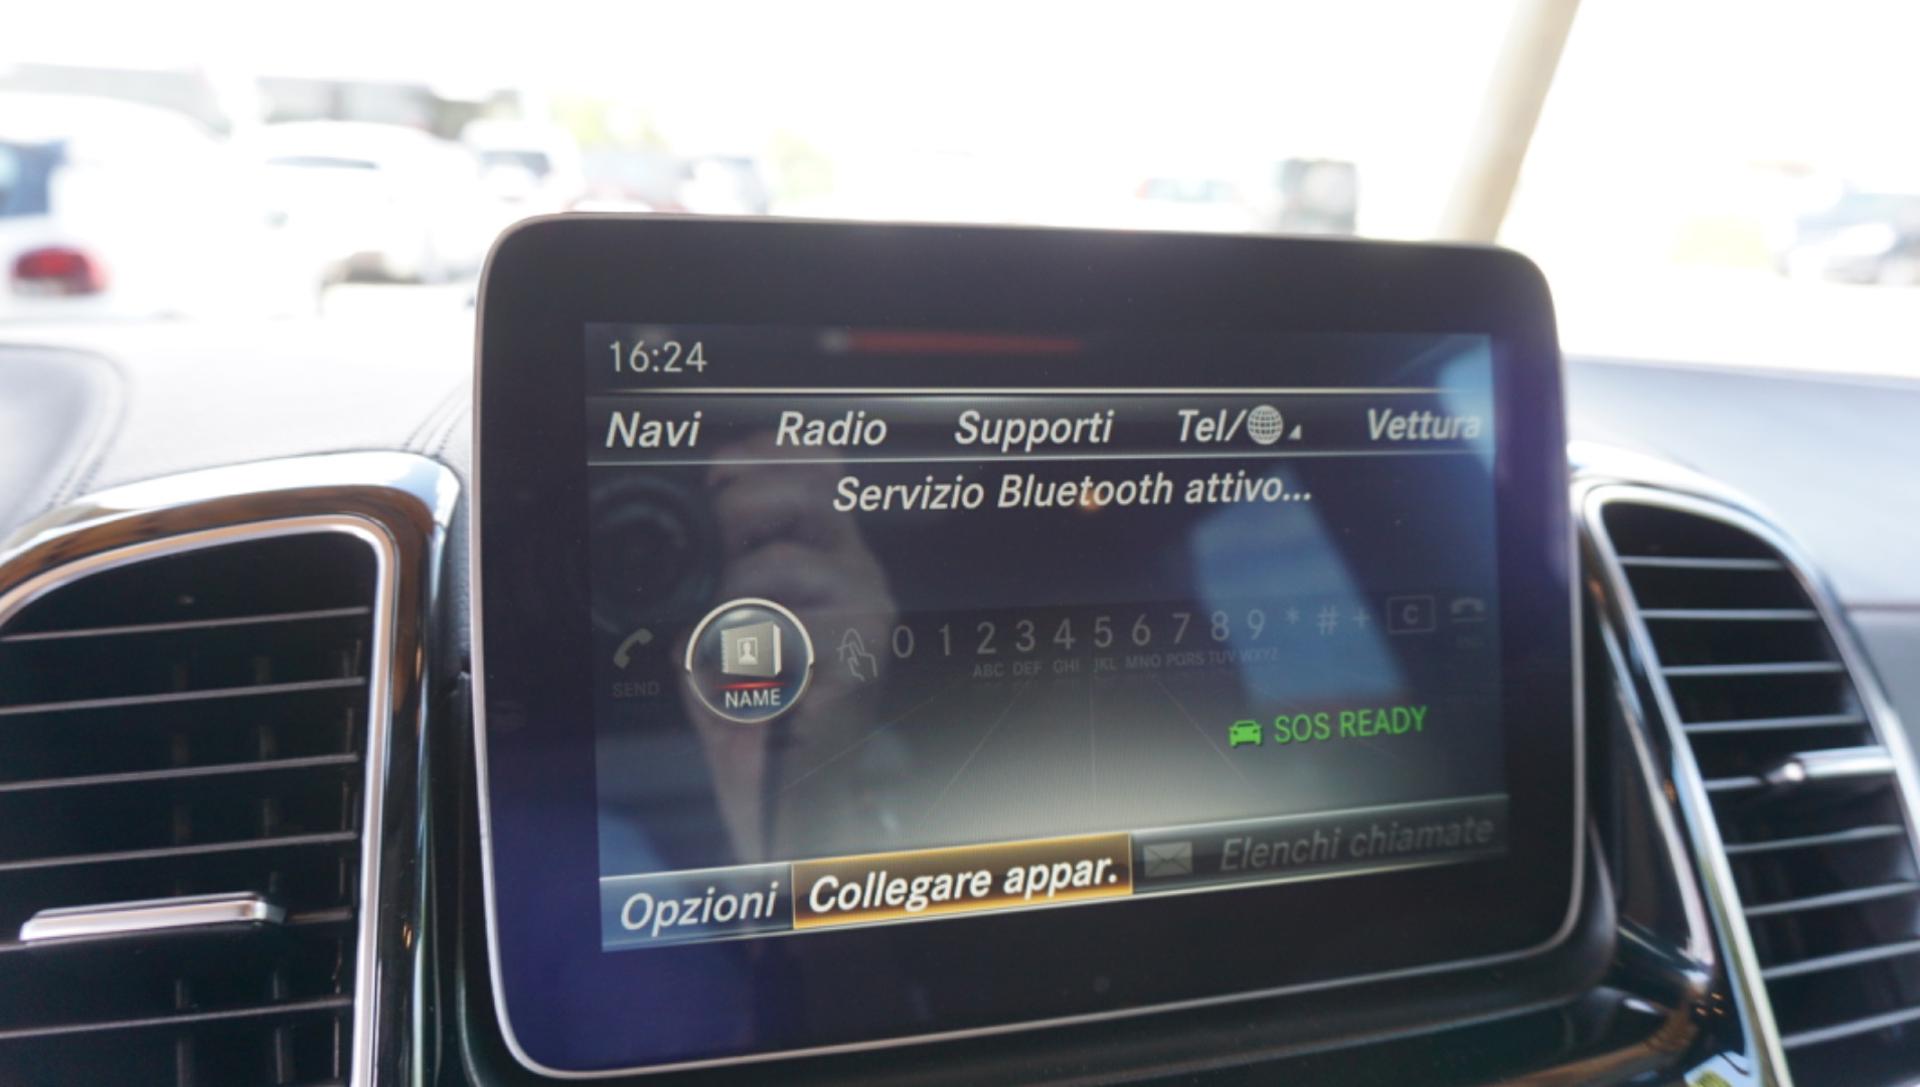 16:24
Navi Radio Supporti Tel/ Vettura
Servizio Bluetooth attivo...
0 1 2 3 4 5 6 7 8 9 * # + C
ABC DEF GHI JKL MNO PQRS TUV WXYZ
SEND
NAME
SOS READY
Opzioni Collegare appar. Elenchi chiamate